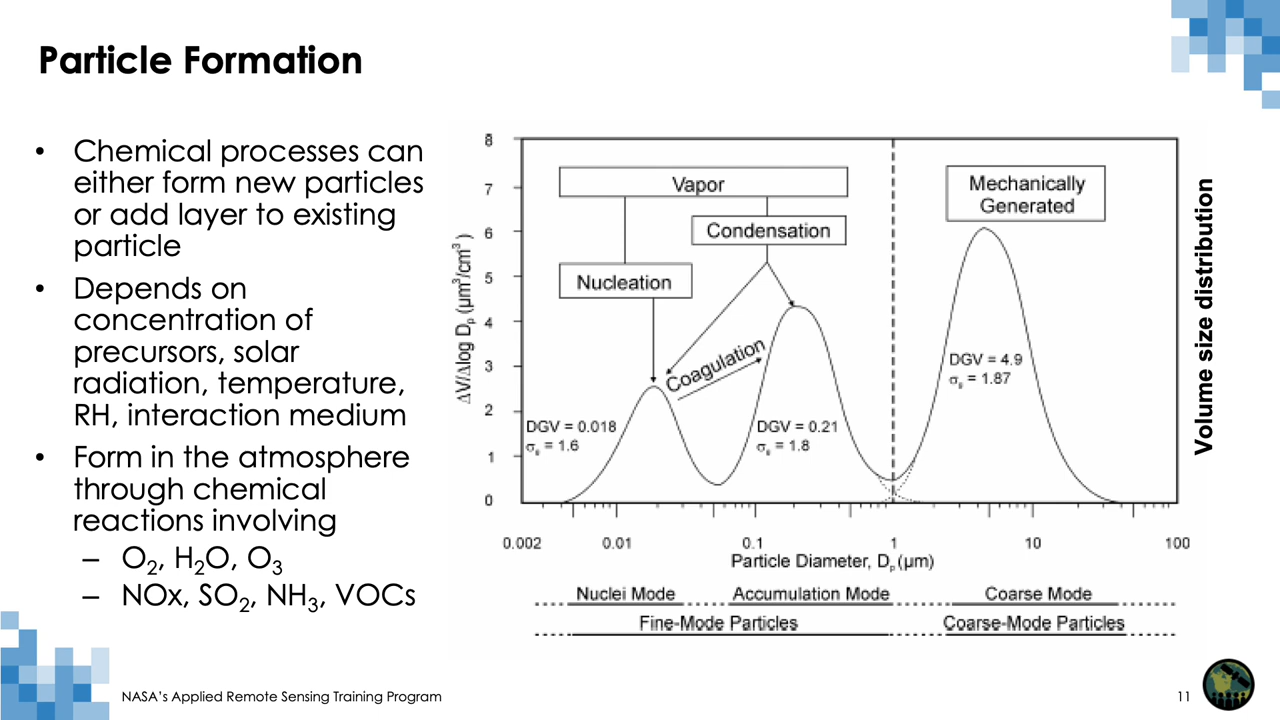 Particle Formation
• Chemical processes can
either form new particles
or add layer to existing
particle
• Depends on
concentration of
precursors, solar
radiation, temperature,
RH, interaction medium
• Form in the atmosphere
through chemical
reactions involving
– O₂, H₂O, O₃
– NOx, SO₂, NH₃, VOCs
8
7
6
5
4
3
2
1
0
ΔV/Δlog Dₚ (μm³/cm³)
Vapor
Condensation
Nucleation
Coagulation
Mechanically
Generated
DGV = 0.018
σg = 1.6
DGV = 0.21
σg = 1.8
DGV = 4.9
σg = 1.87
0.002 0.01 0.1 1 10 100
Particle Diameter, Dₚ (μm)
Nuclei Mode Accumulation Mode Coarse Mode
Fine-Mode Particles Coarse-Mode Particles
Volume size distribution
NASA's Applied Remote Sensing Training Program
11